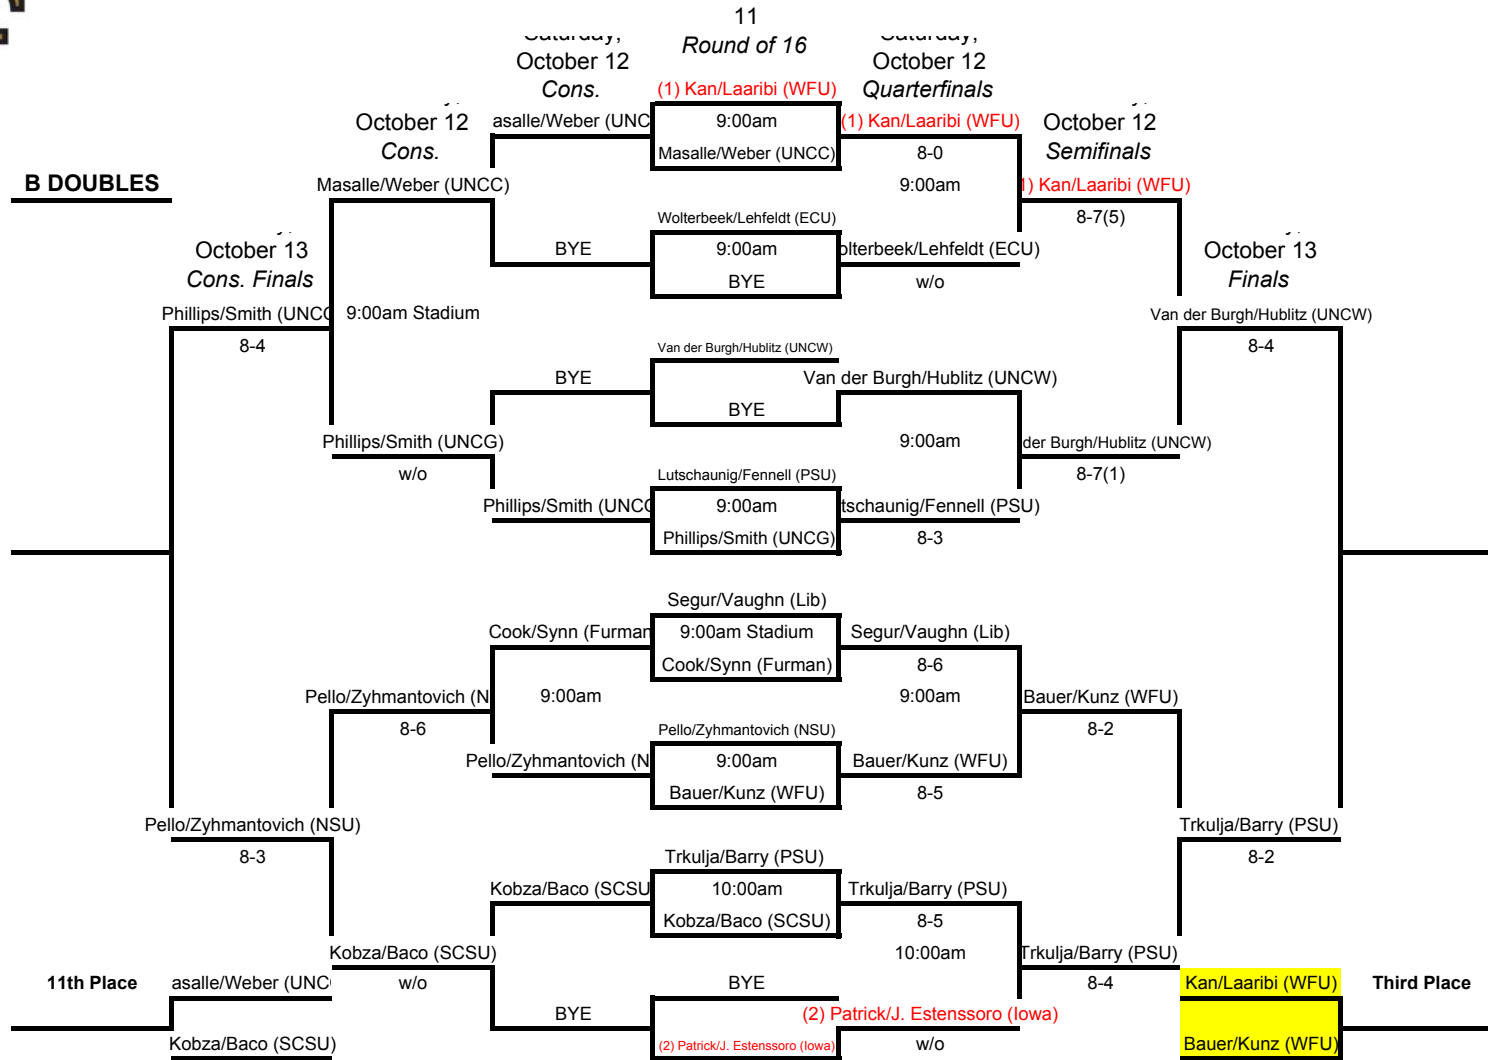 11
Round of 16
Saturday,
October 12
Cons.
Saturday,
October 12
Quarterfinals
(1) Kan/Laaribi (WFU)
October 12
Cons.
asalle/Weber (UNC
9:00am
(1) Kan/Laaribi (WFU)
October 12
Semifinals
Masalle/Weber (UNCC)
8-0
B DOUBLES
Masalle/Weber (UNCC)
9:00am
1) Kan/Laaribi (WFU)
Wolterbeek/Lehfeldt (ECU)
8-7(5)
October 13
Cons. Finals
BYE
9:00am
olterbeek/Lehfeldt (ECU)
October 13
Finals
BYE
w/o
Phillips/Smith (UNCG
9:00am Stadium
Van der Burgh/Hublitz (UNCW)
8-4
Van der Burgh/Hublitz (UNCW)
8-4
BYE
Van der Burgh/Hublitz (UNCW)
BYE
Phillips/Smith (UNCG)
9:00am
der Burgh/Hublitz (UNCW)
w/o
Lutschaunig/Fennell (PSU)
8-7(1)
Phillips/Smith (UNCG
9:00am
tschaunig/Fennell (PSU)
Phillips/Smith (UNCG)
8-3
Segur/Vaughn (Lib)
Cook/Synn (Furman
9:00am Stadium
Segur/Vaughn (Lib)
Cook/Synn (Furman)
8-6
Pello/Zyhmantovich (N
9:00am
9:00am
Bauer/Kunz (WFU)
8-6
Pello/Zyhmantovich (NSU)
8-2
Pello/Zyhmantovich (N
9:00am
Bauer/Kunz (WFU)
Bauer/Kunz (WFU)
8-5
Pello/Zyhmantovich (NSU)
Trkulja/Barry (PSU)
8-3
Trkulja/Barry (PSU)
8-2
Kobza/Baco (SCSU
10:00am
Trkulja/Barry (PSU)
Kobza/Baco (SCSU)
8-5
Kobza/Baco (SCSU)
10:00am
Trkulja/Barry (PSU)
11th Place
asalle/Weber (UNC
w/o
BYE
8-4
Kan/Laaribi (WFU)
Third Place
BYE
(2) Patrick/J. Estenssoro (Iowa)
Kobza/Baco (SCSU)
(2) Patrick/J. Estenssoro (Iowa)
w/o
Bauer/Kunz (WFU)